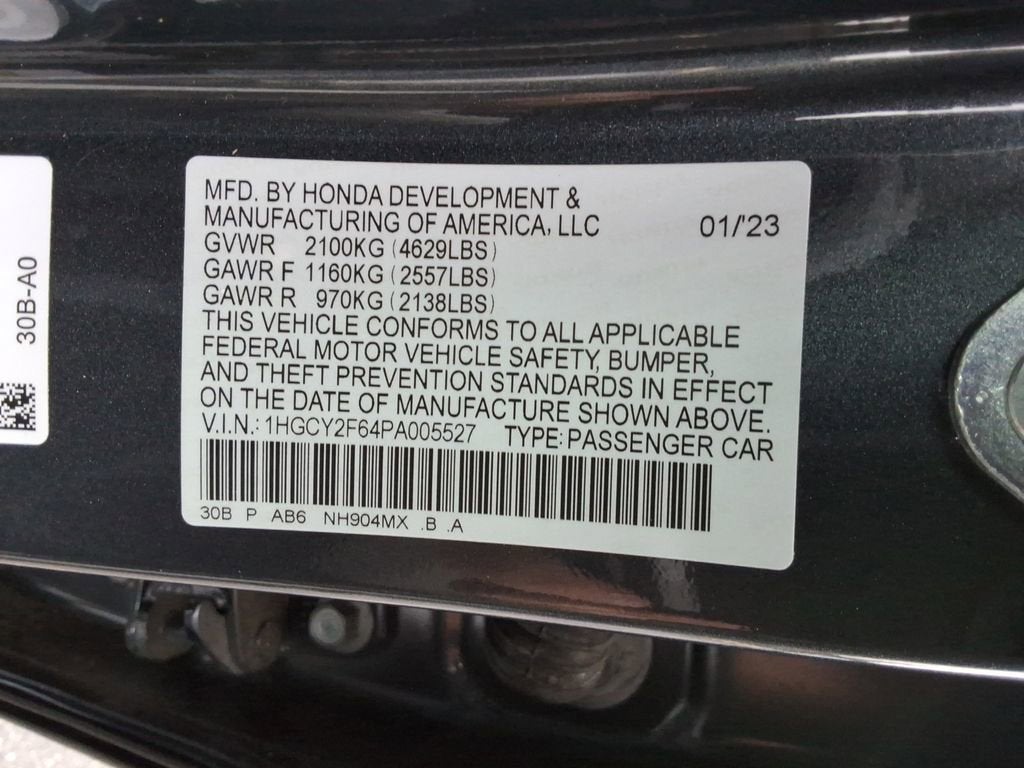 MFD. BY HONDA DEVELOPMENT &
MANUFACTURING OF AMERICA, LLC 01/'23
GVWR 2100KG (4629LBS)
GAWR F 1160KG (2557LBS)
GAWR R 970KG (2138LBS)
THIS VEHICLE CONFORMS TO ALL APPLICABLE
FEDERAL MOTOR VEHICLE SAFETY, BUMPER,
AND THEFT PREVENTION STANDARDS IN EFFECT
ON THE DATE OF MANUFACTURE SHOWN ABOVE.
V.I.N.: 1HGCY2F64PA005527 TYPE: PASSENGER CAR
30B P AB6 NH904MX .B .A
30B-A0